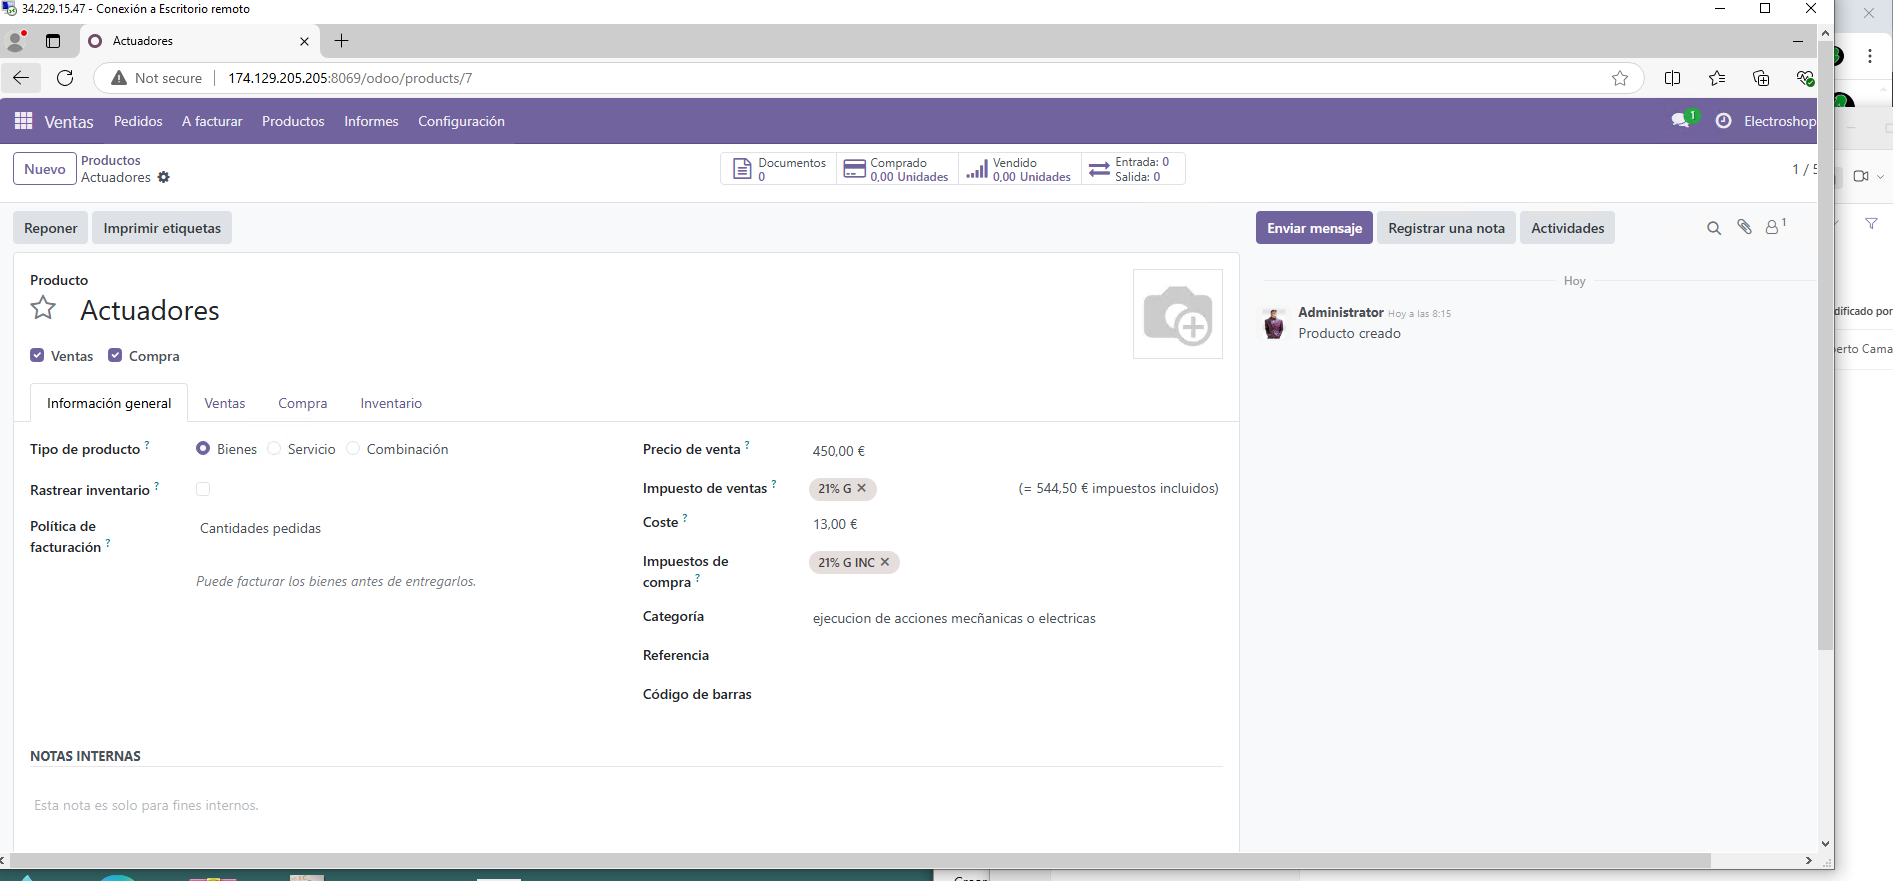 34.229.15.47 - Conexión a Escritorio remoto
Actuadores
Not secure
174.129.205.205:8069/odoo/products/7
Ventas
Pedidos
A facturar
Productos
Informes
Configuración
1
Electroshop
Nuevo
Productos
Actuadores
Documentos
0
Comprado
0,00 Unidades
Vendido
0,00 Unidades
Entrada: 0
Salida: 0
1 / 5
Reponer
Imprimir etiquetas
Enviar mensaje
Registrar una nota
Actividades
1
Producto
Actuadores
Ventas
Compra
Hoy
Administrator Hoy a las 8:15
Producto creado
dificado por
erto Cama
Información general
Ventas
Compra
Inventario
Tipo de producto ?
Bienes
Servicio
Combinación
Rastrear inventario ?
Política de
facturación ?
Cantidades pedidas
Puede facturar los bienes antes de entregarlos.
Precio de venta ?
450,00 €
Impuesto de ventas ?
21% G
(= 544,50 € impuestos incluidos)
Coste ?
13,00 €
Impuestos de
compra ?
21% G INC
Categoría
ejecucion de acciones mecñanicas o electricas
Referencia
Código de barras
NOTAS INTERNAS
Esta nota es solo para fines internos.